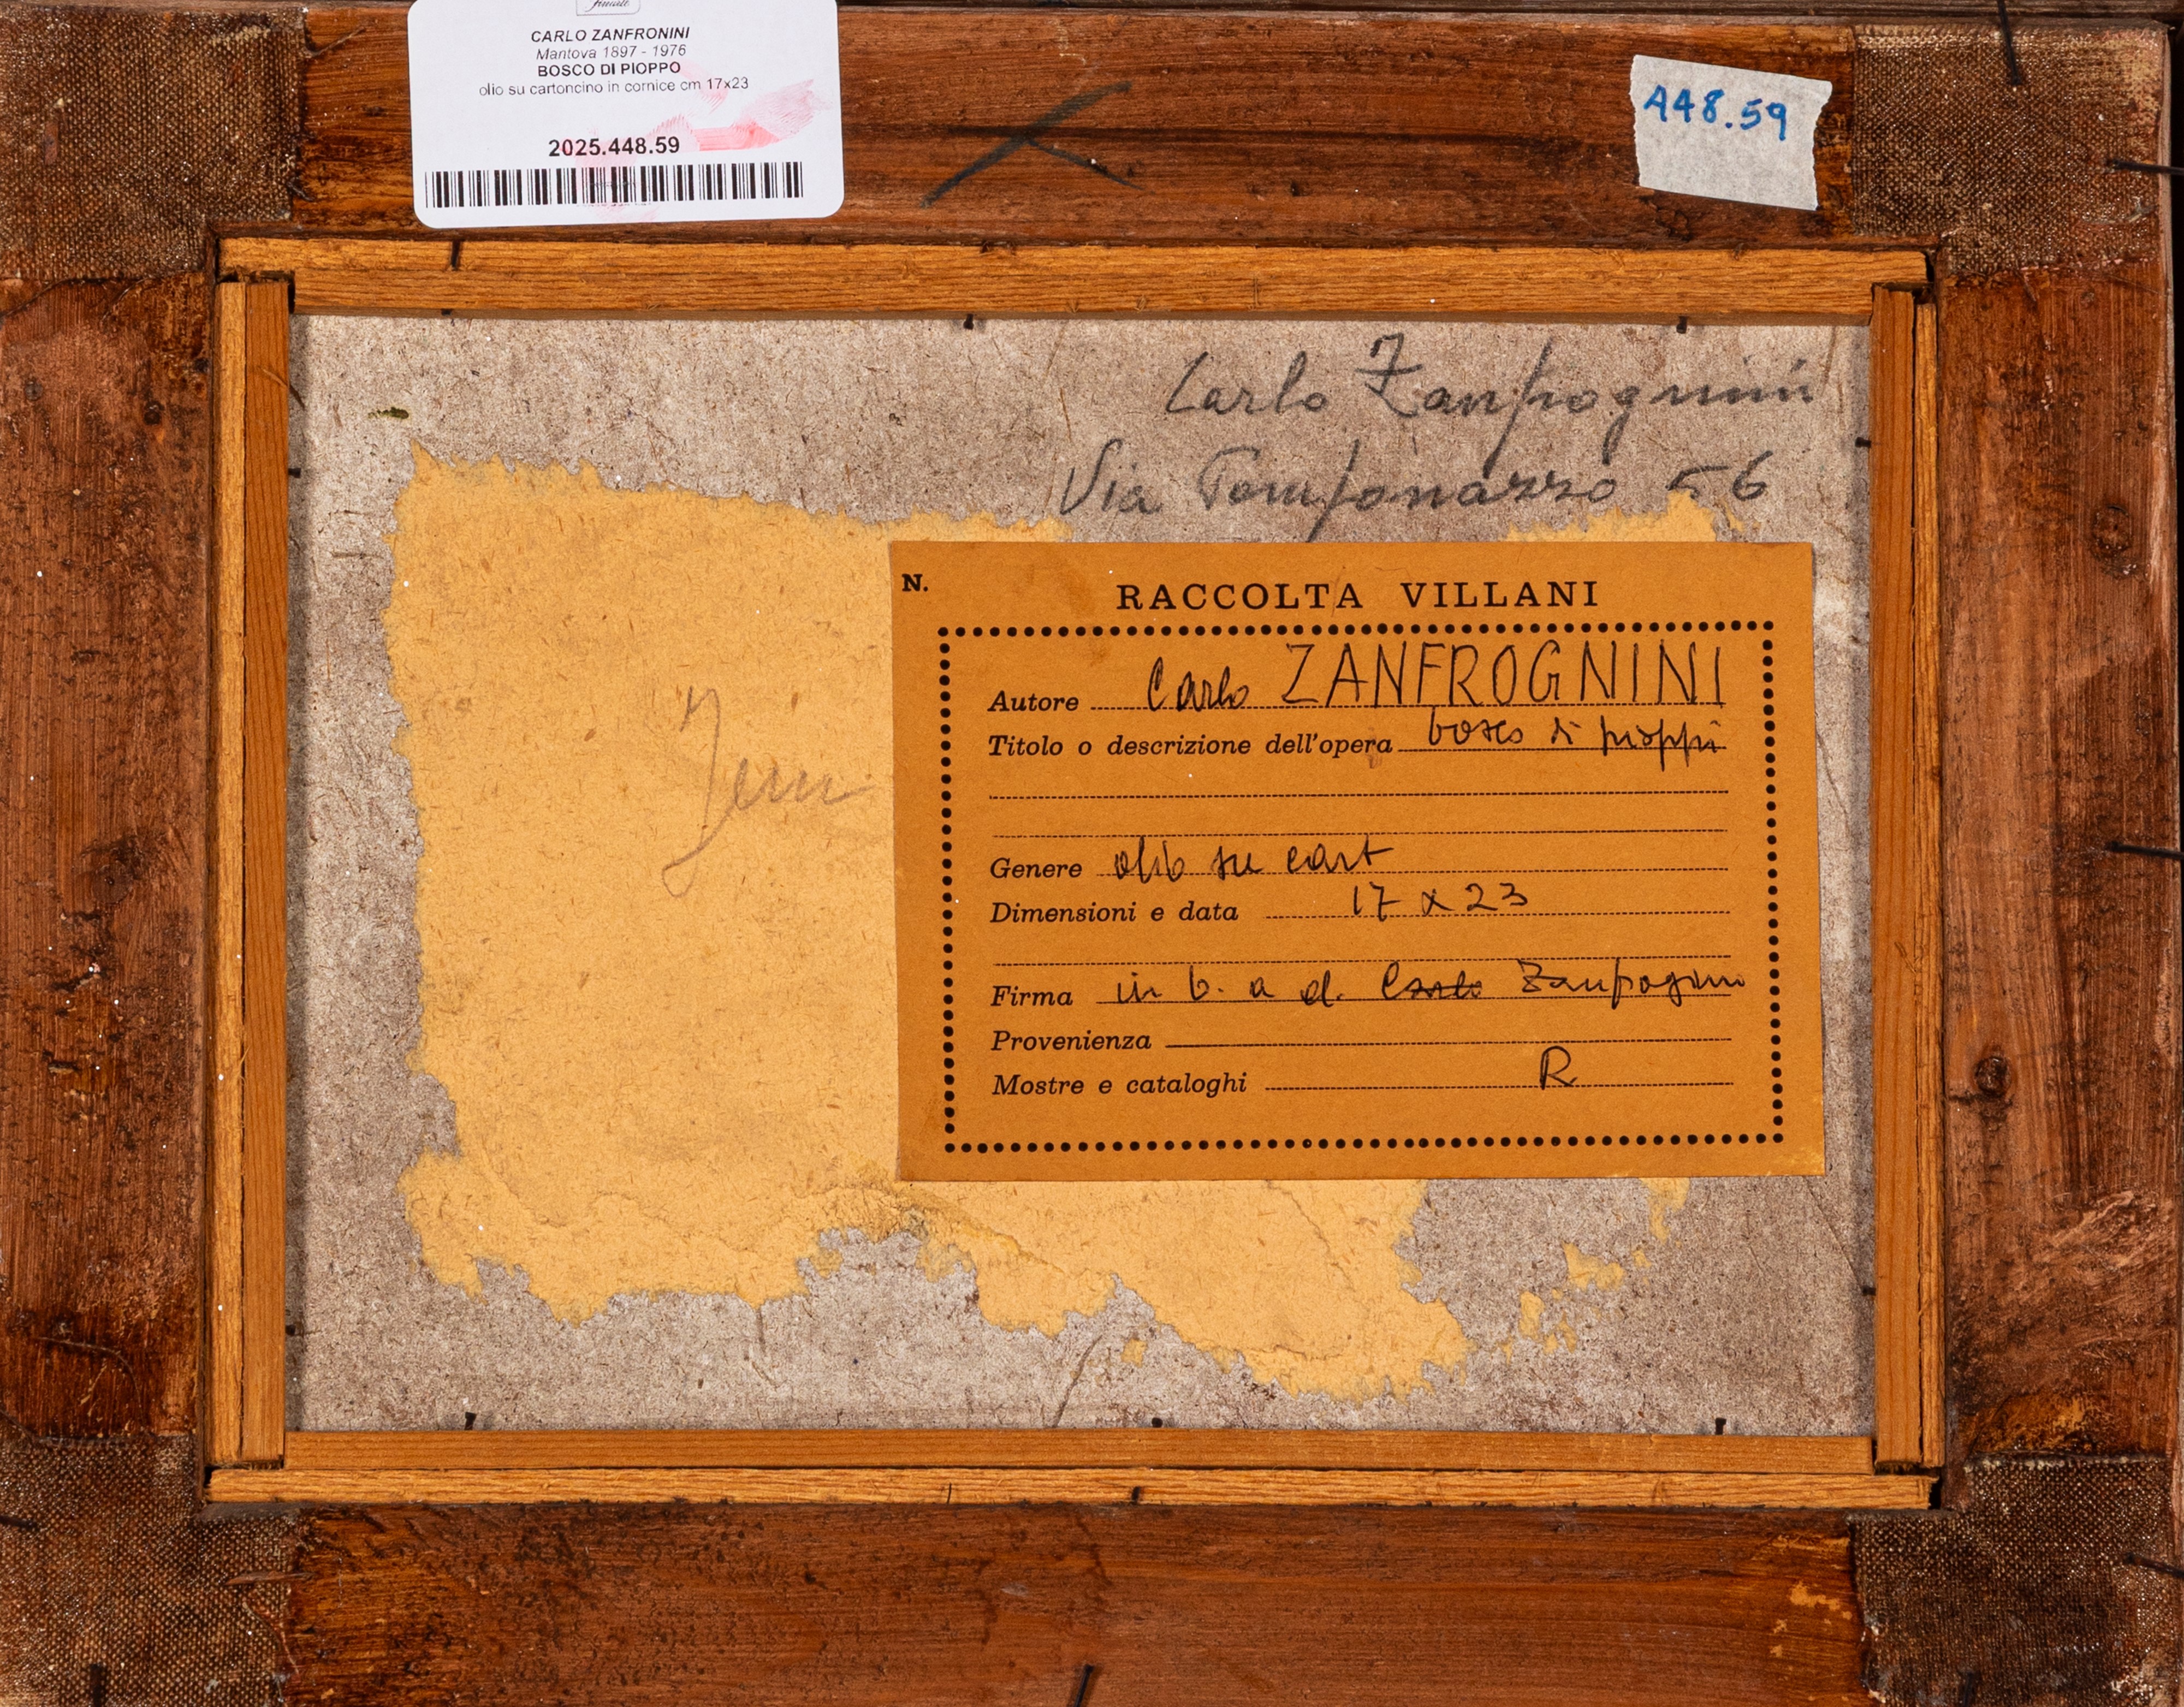 CARLO ZANFRONINI
Mantova 1897 - 1976
BOSCO DI PIOPPO
olio su cartoncino in cornice cm 17x23
2025.448.59
448.59
Carlo Zanfrognini
Via Pomponazzo 56
N.
RACCOLTA VILLANI
Autore Carlo ZANFROGNINI
Titolo o descrizione dell'opera bosco di pioppi
Genere olio su cart
Dimensioni e data 17 x 23
Firma in b. a d. Carlo Zanfrognini
Provenienza
Mostre e cataloghi R